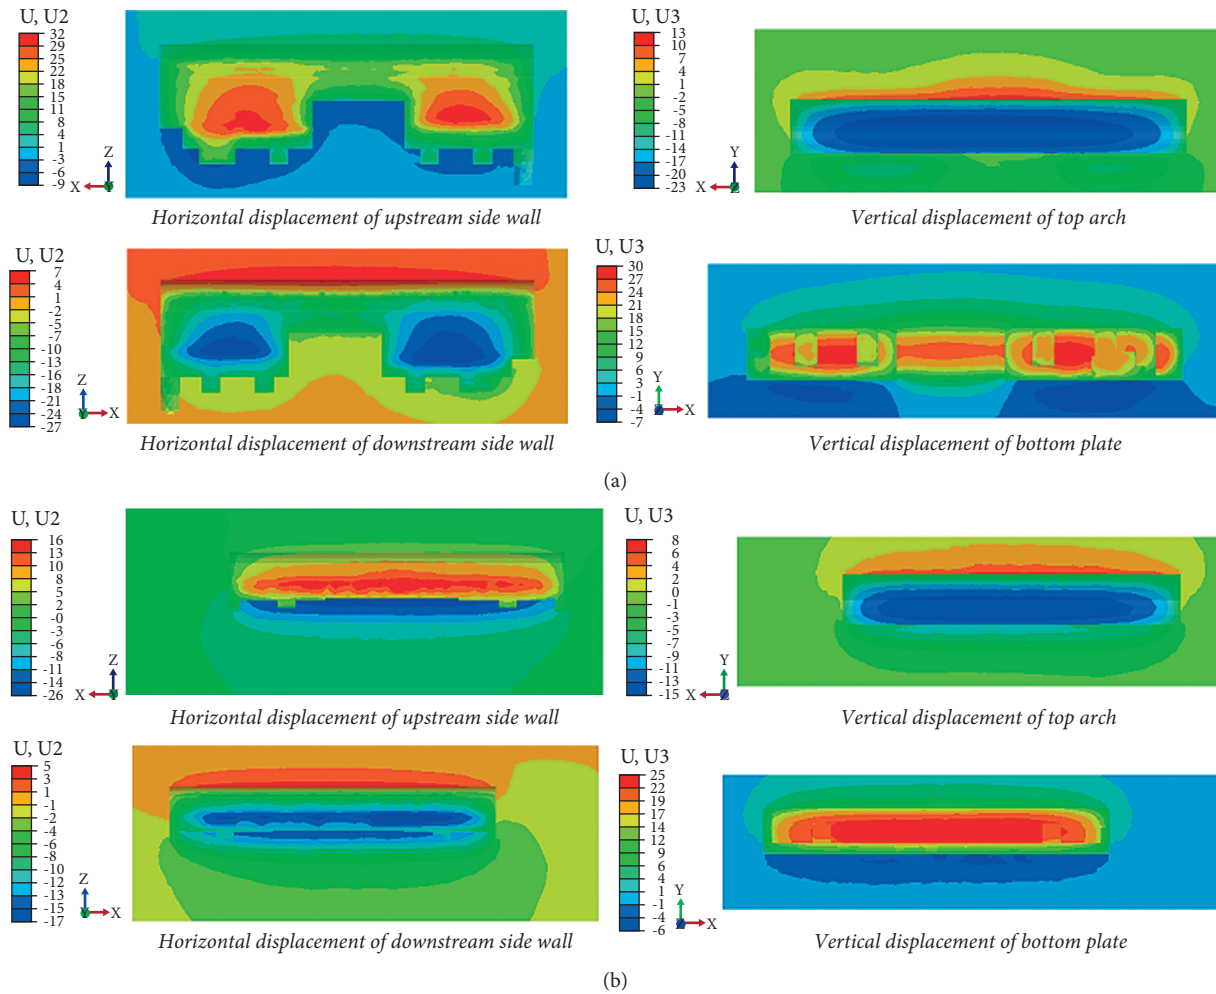 U, U2
32
29
25
22
18
15
11
8
4
1
-3
-6
-9
Z
X
Y
Horizontal displacement of upstream side wall
U, U3
13
10
7
4
1
-2
-5
-8
-11
-14
-17
-20
-23
Y
X
Z
Vertical displacement of top arch
U, U2
7
4
1
-2
-5
-7
-10
-13
-16
-18
-21
-24
-27
Z
Y
X
Horizontal displacement of downstream side wall
U, U3
30
27
24
21
18
15
12
9
6
3
-1
-4
-7
Y
Z
X
Vertical displacement of bottom plate
(a)
U, U2
16
13
10
8
6
5
2
-0
-6
-8
-11
-14
-26
Z
X
Y
Horizontal displacement of upstream side wall
U, U3
8
6
4
2
0
-1
-3
-5
-7
-9
-11
-13
-15
Y
X
Z
Vertical displacement of top arch
U, U2
5
3
1
-1
-2
-4
-6
-8
-10
-12
-13
-15
-17
Z
Y
X
Horizontal displacement of downstream side wall
U, U3
25
22
19
17
14
12
9
6
4
1
-1
-4
-6
Y
Z
X
Vertical displacement of bottom plate
(b)